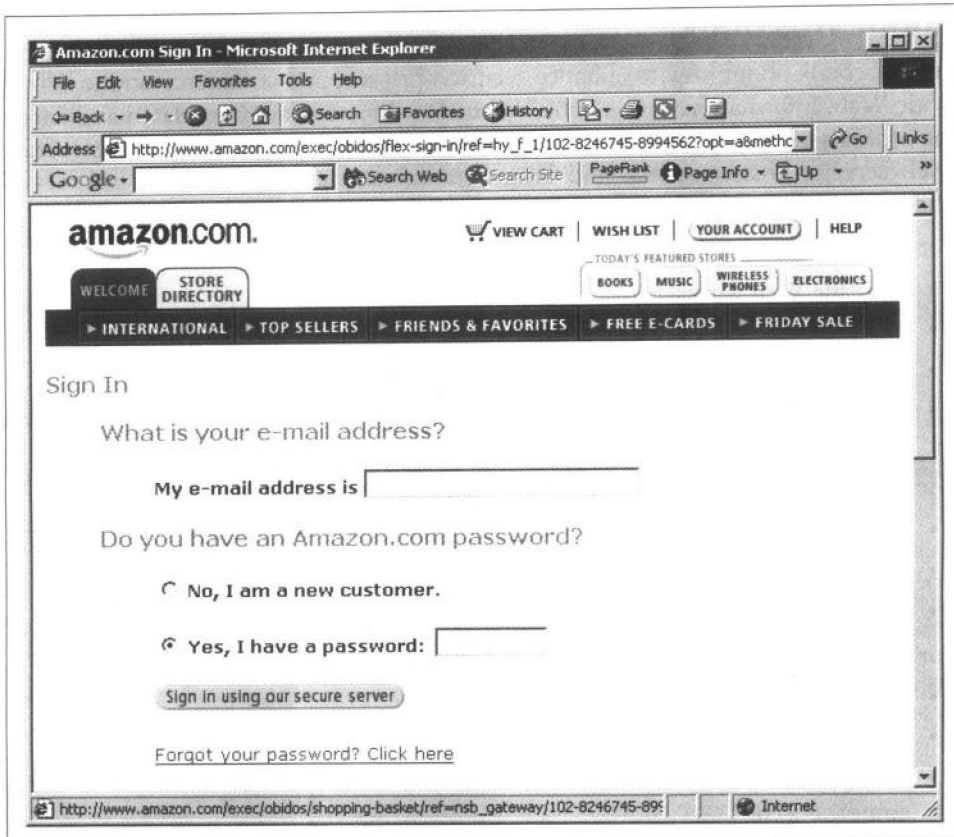 Amazon.com Sign In - Microsoft Internet Explorer
File Edit View Favorites Tools Help
Back Search Favorites History
Address http://www.amazon.com/exec/obidos/flex-sign-in/ref=hy_f_1/102-8246745-8994562?opt=a&methc Go Links
Google Search Web Search Site PageRank Page Info Up »
amazon.com.
VIEW CART | WISH LIST | YOUR ACCOUNT | HELP
TODAY'S FEATURED STORES
WELCOME STORE DIRECTORY BOOKS MUSIC WIRELESS PHONES ELECTRONICS
INTERNATIONAL TOP SELLERS FRIENDS & FAVORITES FREE E-CARDS FRIDAY SALE
Sign In
What is your e-mail address?
My e-mail address is
Do you have an Amazon.com password?
No, I am a new customer.
Yes, I have a password:
Sign in using our secure server
Forgot your password? Click here
http://www.amazon.com/exec/obidos/shopping-basket/ref=nsb_gateway/102-8246745-899 Internet